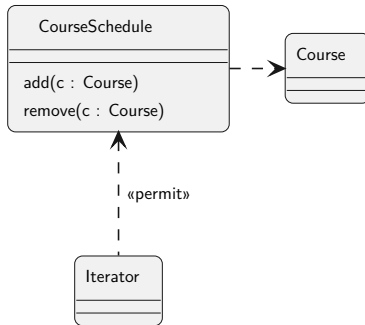 CourseSchedule
add(c : Course)
remove(c : Course)
Course
«permit»
Iterator